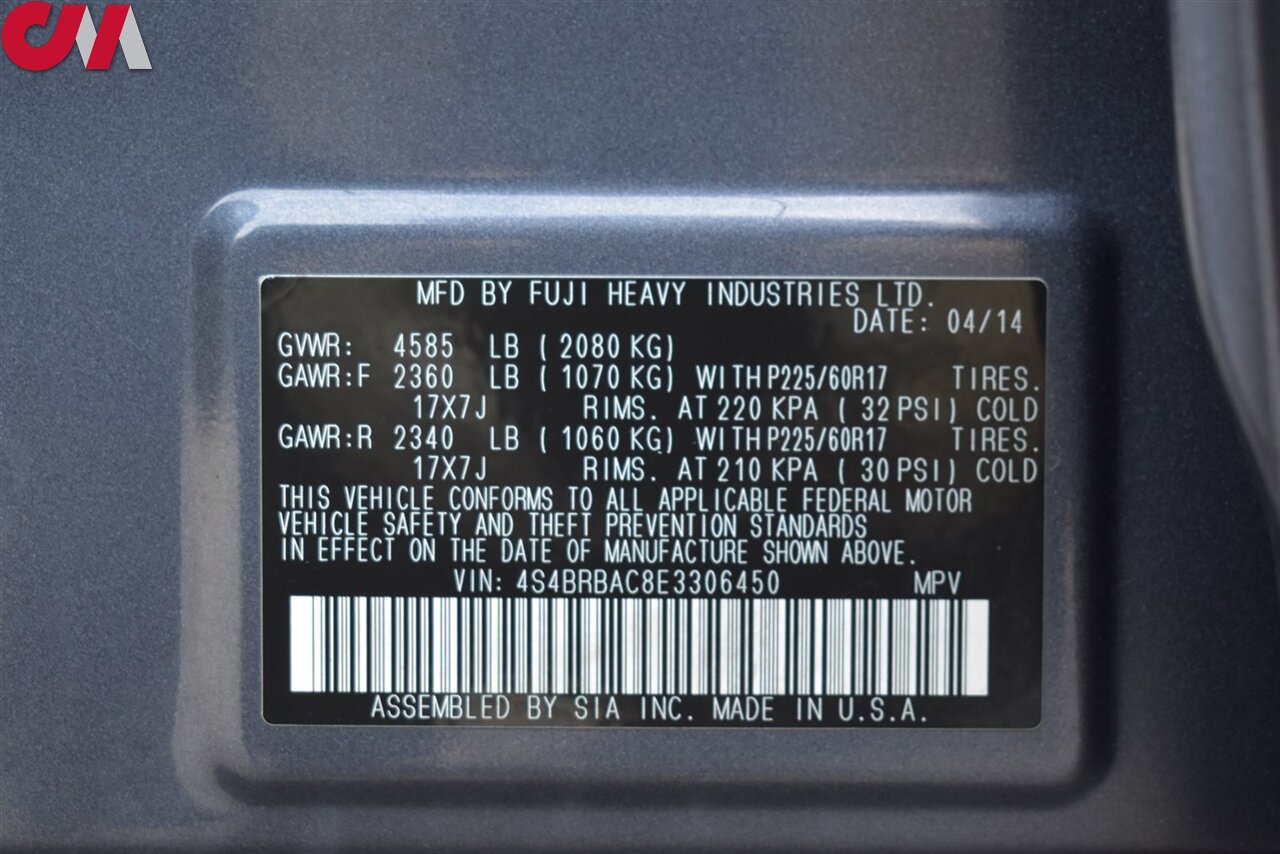 CM
MFD BY FUJI HEAVY INDUSTRIES LTD.
DATE: 04/14
GVWR: 4585 LB ( 2080 KG)
GAWR:F 2360 LB ( 1070 KG) WITH P225/60R17 TIRES.
17X7J RIMS. AT 220 KPA ( 32 PSI) COLD
GAWR:R 2340 LB ( 1060 KG) WITH P225/60R17 TIRES.
17X7J RIMS. AT 210 KPA ( 30 PSI) COLD
THIS VEHICLE CONFORMS TO ALL APPLICABLE FEDERAL MOTOR
VEHICLE SAFETY AND THEFT PREVENTION STANDARDS
IN EFFECT ON THE DATE OF MANUFACTURE SHOWN ABOVE.
VIN: 4S4BRBAC8E3306450 MPV
ASSEMBLED BY SIA INC. MADE IN U.S.A.